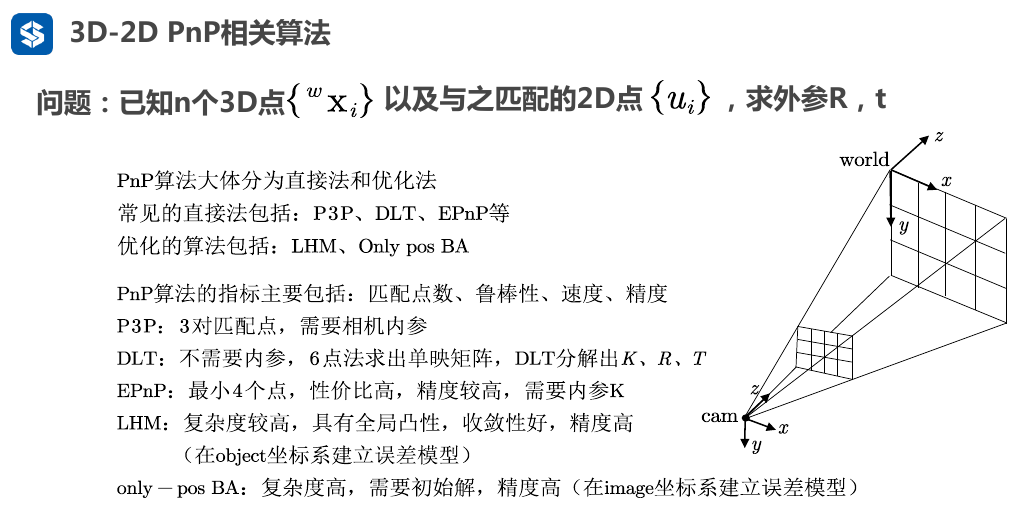 3D-2D PnP相关算法
问题：已知n个3D点{ʷxᵢ} 以及与之匹配的2D点 {uᵢ} ，求外参R，t
PnP算法大体分为直接法和优化法
常见的直接法包括：P3P、DLT、EPnP等
优化的算法包括：LHM、Only pos BA
PnP算法的指标主要包括：匹配点数、鲁棒性、速度、精度
P3P：3对匹配点，需要相机内参
DLT：不需要内参，6点法求出单映矩阵，DLT分解出K、R、T
EPnP：最小4个点，性价比高，精度较高，需要内参K
LHM：复杂度较高，具有全局凸性，收敛性好，精度高
（在object坐标系建立误差模型）
only－pos BA：复杂度高，需要初始解，精度高（在image坐标系建立误差模型）
z
world
x
y
z
cam
x
y